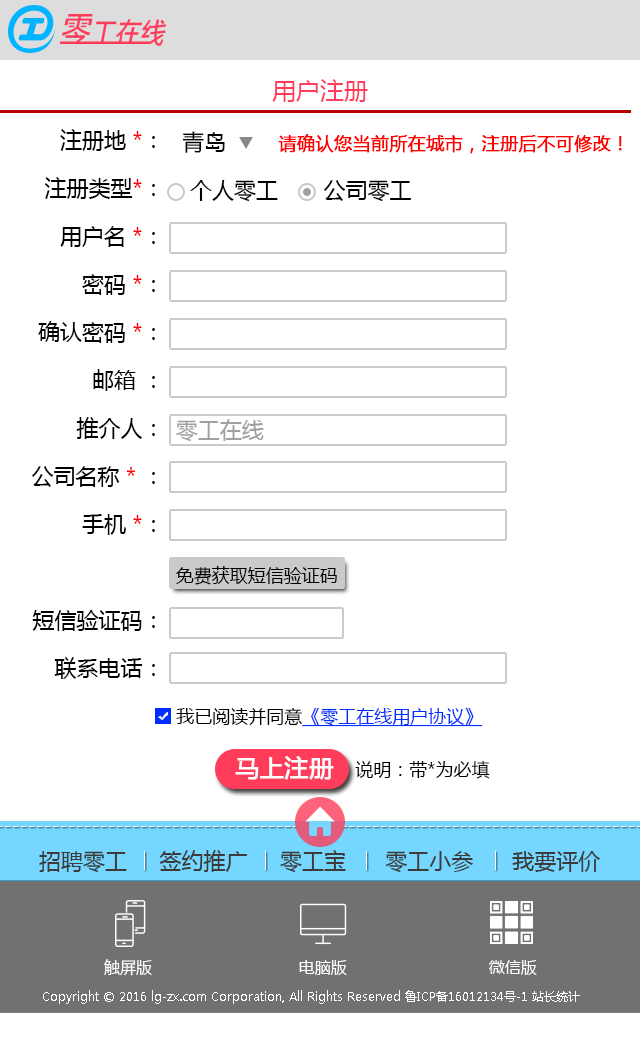 零工在线
用户注册
注册地 * ： 青岛 请确认您当前所在城市，注册后不可修改！
注册类型* ： 个人零工 公司零工
用户名 * ：
密码 * ：
确认密码 * ：
邮箱 ：
推介人 ： 零工在线
公司名称 * ：
手机 * ：
免费获取短信验证码
短信验证码 ：
联系电话 ：
我已阅读并同意《零工在线用户协议》
马上注册 说明：带*为必填
招聘零工 | 签约推广 | 零工宝 | 零工小参 | 我要评价
触屏版 电脑版 微信版
Copyright © 2016 lg-zx.com Corporation, All Rights Reserved 鲁ICP备16012134号-1 站长统计